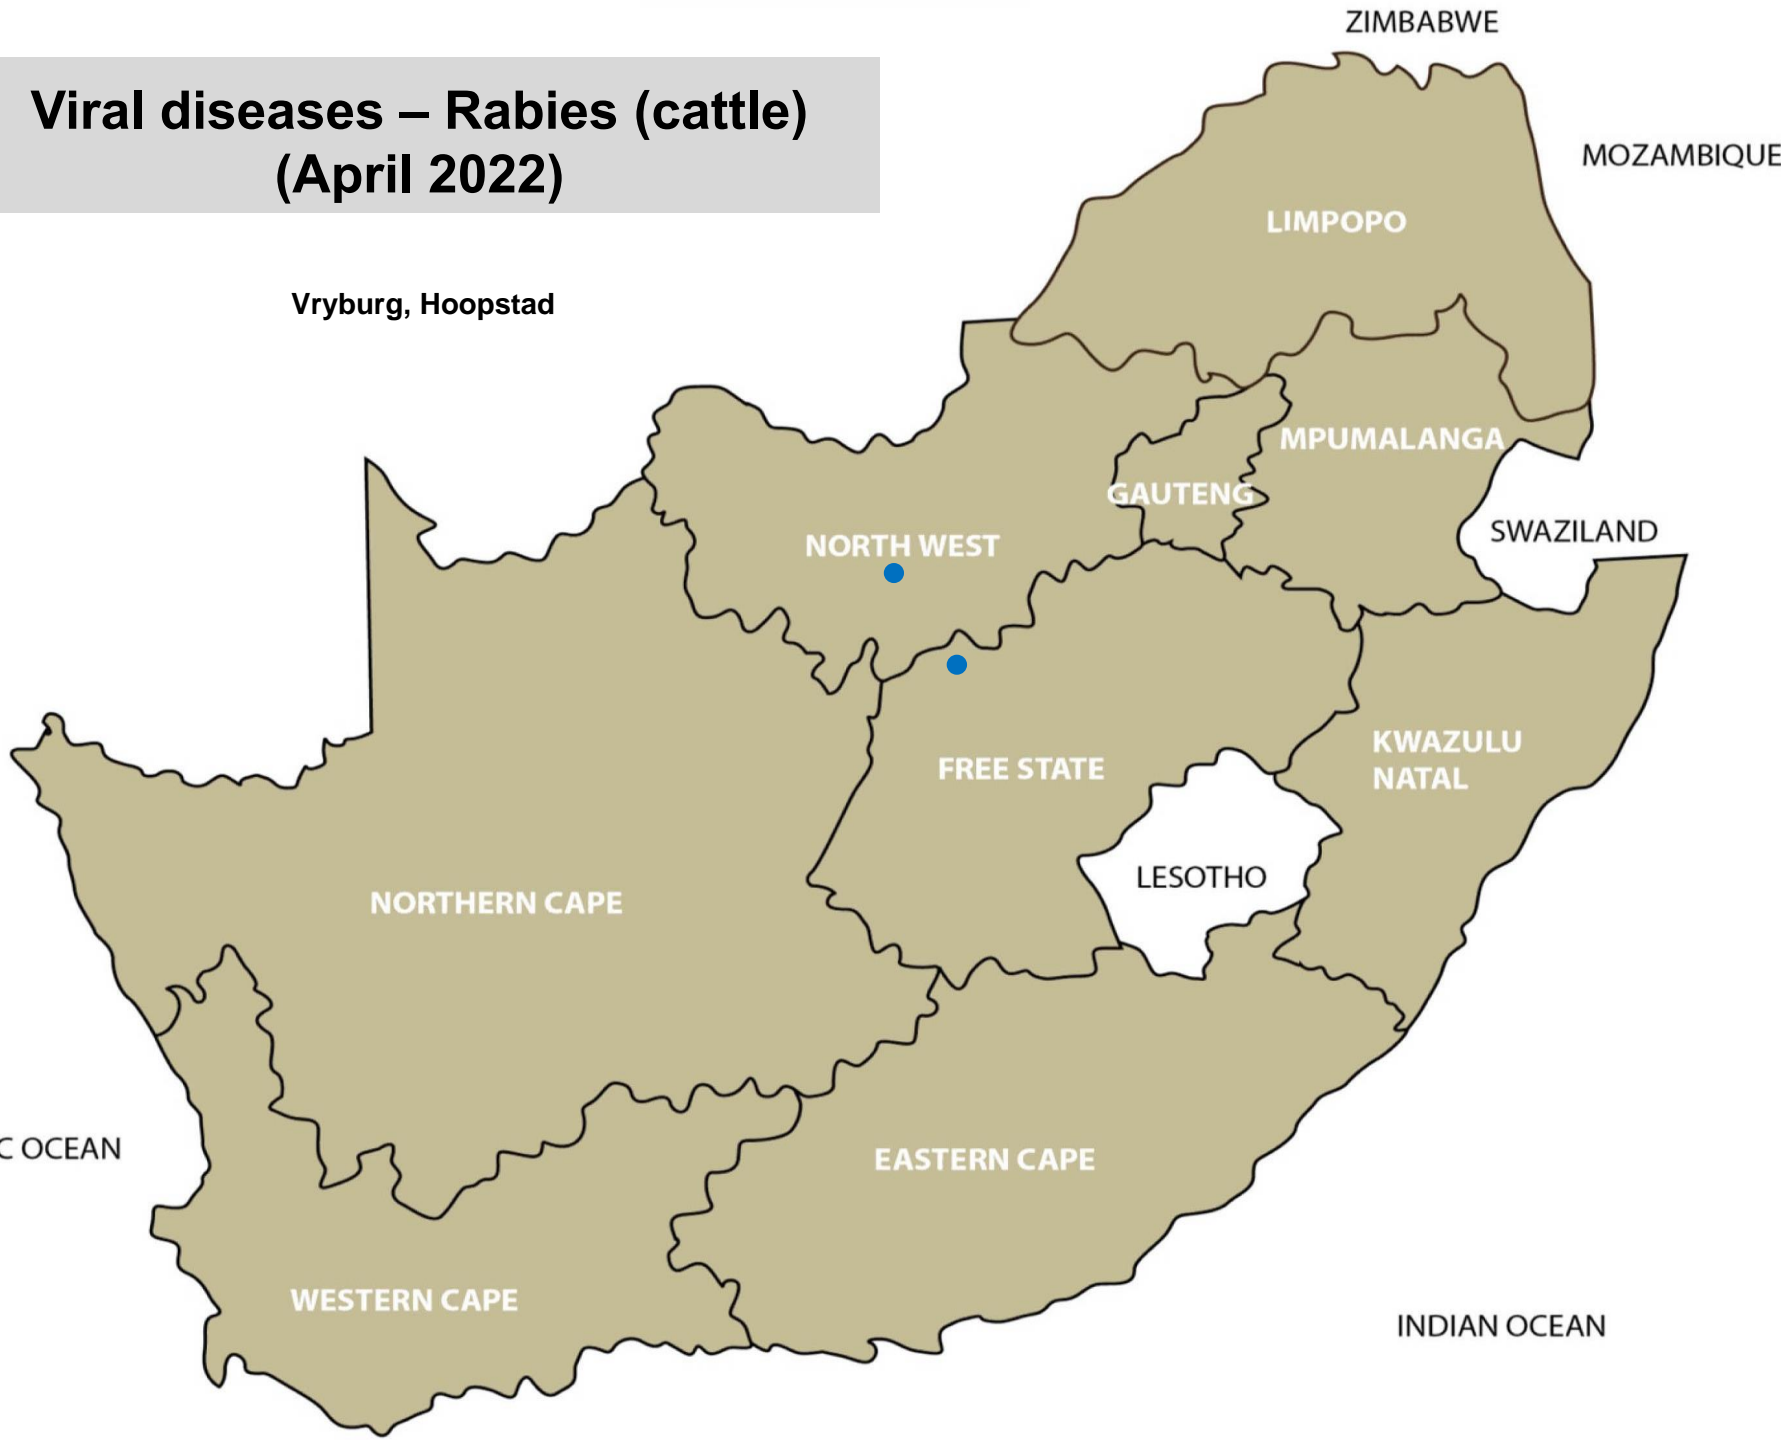 ZIMBABWE
Viral diseases – Rabies (cattle)
(April 2022)
MOZAMBIQUE
LIMPOPO
Vryburg, Hoopstad
MPUMALANGA
GAUTENG
SWAZILAND
NORTH WEST
KWAZULU
NATAL
FREE STATE
LESOTHO
NORTHERN CAPE
C OCEAN
EASTERN CAPE
WESTERN CAPE
INDIAN OCEAN